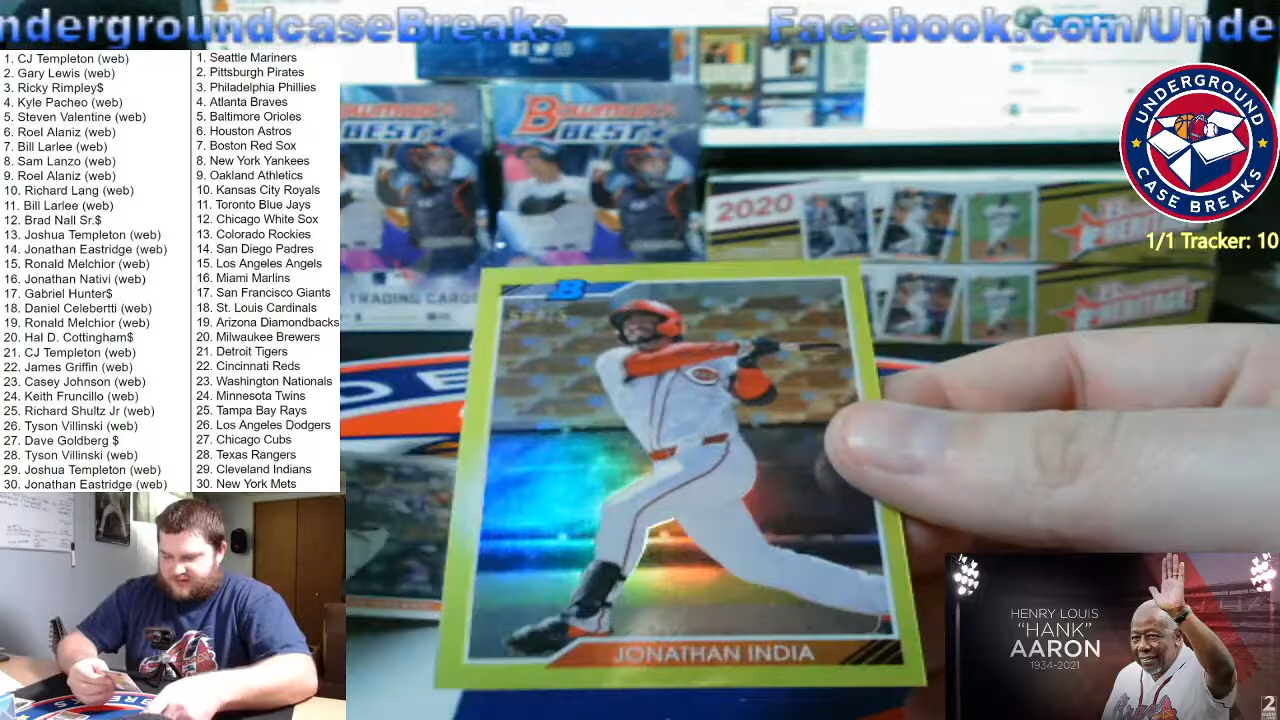 ndergroundcaseBreaks
Facebook.com/Unde
1. CJ Templeton (web)
2. Gary Lewis (web)
3. Ricky Rimpley$
4. Kyle Pacheo (web)
5. Steven Valentine (web)
6. Roel Alaniz (web)
7. Bill Larlee (web)
8. Sam Lanzo (web)
9. Roel Alaniz (web)
10. Richard Lang (web)
11. Bill Larlee (web)
12. Brad Nall Sr.$
13. Joshua Templeton (web)
14. Jonathan Eastridge (web)
15. Ronald Melchior (web)
16. Jonathan Nativi (web)
17. Gabriel Hunter$
18. Daniel Celebertti (web)
19. Ronald Melchior (web)
20. Hal D. Cottingham$
21. CJ Templeton (web)
22. James Griffin (web)
23. Casey Johnson (web)
24. Keith Fruncillo (web)
25. Richard Shultz Jr (web)
26. Tyson Villinski (web)
27. Dave Goldberg $
28. Tyson Villinski (web)
29. Joshua Templeton (web)
30. Jonathan Eastridge (web)
1. Seattle Mariners
2. Pittsburgh Pirates
3. Philadelphia Phillies
4. Atlanta Braves
5. Baltimore Orioles
6. Houston Astros
7. Boston Red Sox
8. New York Yankees
9. Oakland Athletics
10. Kansas City Royals
11. Toronto Blue Jays
12. Chicago White Sox
13. Colorado Rockies
14. San Diego Padres
15. Los Angeles Angels
16. Miami Marlins
17. San Francisco Giants
18. St. Louis Cardinals
19. Arizona Diamondbacks
20. Milwaukee Brewers
21. Detroit Tigers
22. Cincinnati Reds
23. Washington Nationals
24. Minnesota Twins
25. Tampa Bay Rays
26. Los Angeles Dodgers
27. Chicago Cubs
28. Texas Rangers
29. Cleveland Indians
30. New York Mets
BEST
Bowman's
BEST
2020
TRADING CARDS
UNDERGROUND
CASE BREAKS
1/1 Tracker: 10
B
JONATHAN INDIA
HENRY LOUIS
"HANK"
AARON
1934-2021
2